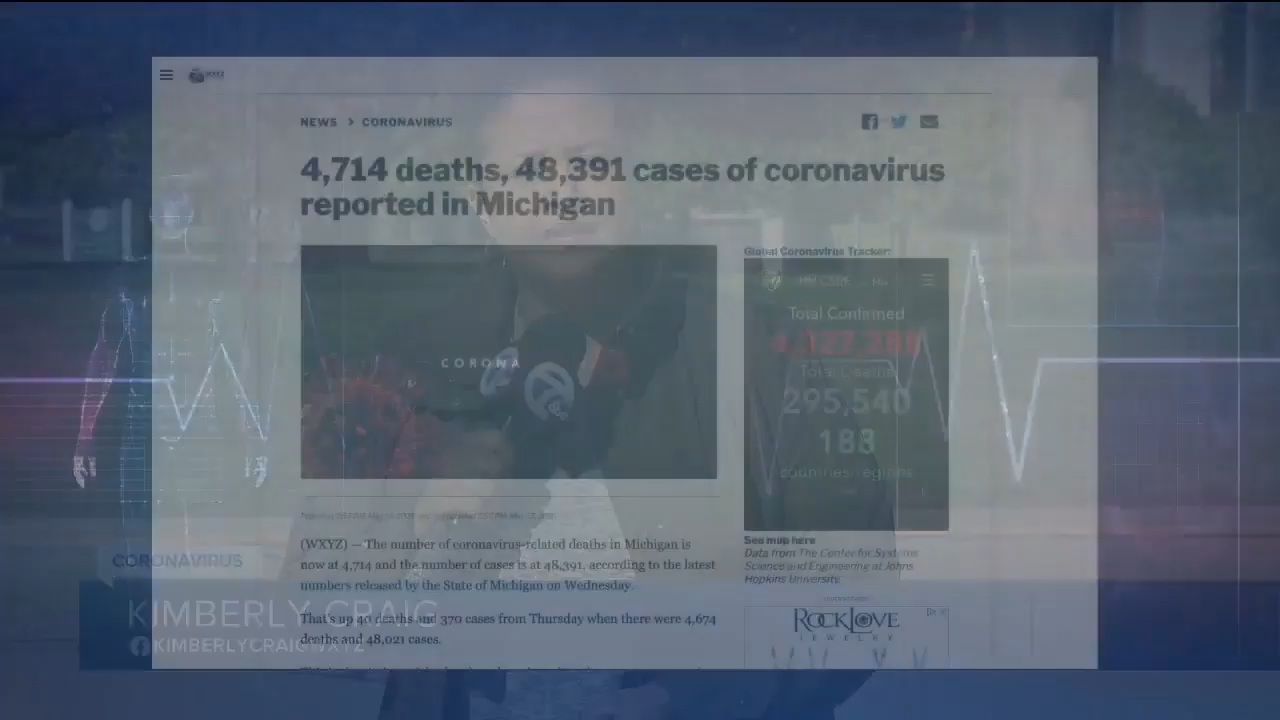 WXYZ
NEWS > CORONAVIRUS
4,714 deaths, 48,391 cases of coronavirus
reported in Michigan
Global Coronavirus Tracker:
Total Confirmed
Total Deaths
295,540
188
countries/regions
CORONA
(WXYZ) — The number of coronavirus-related deaths in Michigan is
now at 4,714 and the number of cases is at 48,391, according to the latest
numbers released by the State of Michigan on Wednesday.
That's up 40 deaths and 370 cases from Thursday when there were 4,674
deaths and 48,021 cases.
See map here
Data from The Center for Systems
Science and Engineering at Johns
Hopkins University.
ROCKLOVE
JEWELRY
CORONAVIRUS
KIMBERLY CRAIG
KIMBERLYCRAIGWXYZ